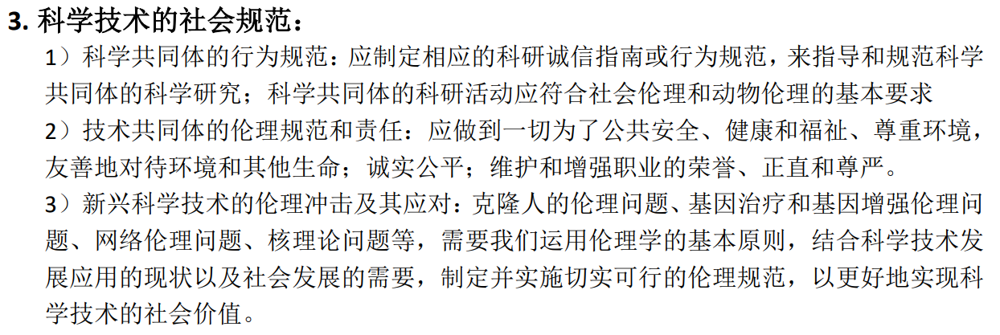 3. 科学技术的社会规范：
1）科学共同体的行为规范：应制定相应的科研诚信指南或行为规范，来指导和规范科学
共同体的科学研究；科学共同体的科研活动应符合社会伦理和动物伦理的基本要求
2）技术共同体的伦理规范和责任：应做到一切为了公共安全、健康和福祉、尊重环境，
友善地对待环境和其他生命；诚实公平；维护和增强职业的荣誉、正直和尊严。
3）新兴科学技术的伦理冲击及其应对：克隆人的伦理问题、基因治疗和基因增强伦理问
题、网络伦理问题、核理论问题等，需要我们运用伦理学的基本原则，结合科学技术发
展应用的现状以及社会发展的需要，制定并实施切实可行的伦理规范，以更好地实现科
学技术的社会价值。